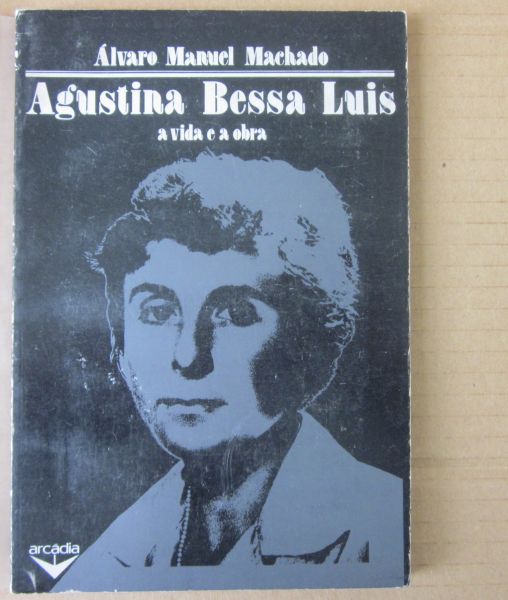 Álvaro Manuel Machado
Agustina Bessa Luis
a vida e a obra
arcádia